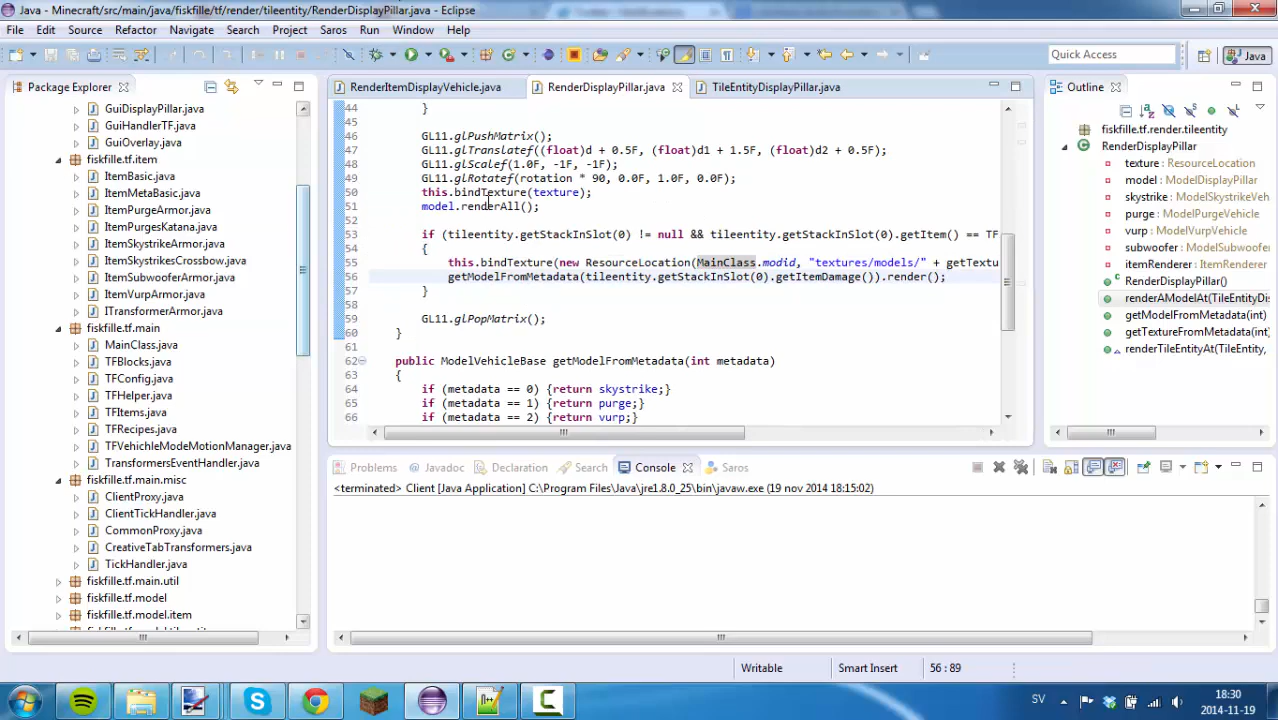 Java - Minecraft/src/main/java/fiskfille/tf/render/tileentity/RenderDisplayPillar.java - Eclipse
File Edit Source Refactor Navigate Search Project Saros Run Window Help
Quick Access
Java
Package Explorer
GuiDisplayPillar.java
GuiHandlerTF.java
GuiOverlay.java
fiskfille.tf.item
ItemBasic.java
ItemMetaBasic.java
ItemPurgeArmor.java
ItemPurgesKatana.java
ItemSkystrikeArmor.java
ItemSkystrikesCrossbow.java
ItemSubwooferArmor.java
ItemVurpArmor.java
ITransformerArmor.java
fiskfille.tf.main
MainClass.java
TFBlocks.java
TFConfig.java
TFHelper.java
TFItems.java
TFRecipes.java
TFVehichleModeMotionManager.java
TransformersEventHandler.java
fiskfille.tf.main.misc
ClientProxy.java
ClientTickHandler.java
CommonProxy.java
CreativeTabTransformers.java
TickHandler.java
fiskfille.tf.main.util
fiskfille.tf.model
fiskfille.tf.model.item
RenderItemDisplayVehicle.java RenderDisplayPillar.java TileEntityDisplayPillar.java
44 }
45
46 GL11.glPushMatrix();
47 GL11.glTranslatef((float)d + 0.5F, (float)d1 + 1.5F, (float)d2 + 0.5F);
48 GL11.glScalef(1.0F, -1F, -1F);
49 GL11.glRotatef(rotation * 90, 0.0F, 1.0F, 0.0F);
50 this.bindTexture(texture);
51 model.renderAll();
52
53 if (tileentity.getStackInSlot(0) != null && tileentity.getStackInSlot(0).getItem() == TF
54 {
55 this.bindTexture(new ResourceLocation(MainClass.modid, "textures/models/" + getTextu
56 getModelFromMetadata(tileentity.getStackInSlot(0).getItemDamage()).render();
57 }
58
59 GL11.glPopMatrix();
60 }
61
62 public ModelVehicleBase getModelFromMetadata(int metadata)
63 {
64 if (metadata == 0) {return skystrike;}
65 if (metadata == 1) {return purge;}
66 if (metadata == 2) {return vurp;}
Outline
fiskfille.tf.render.tileentity
RenderDisplayPillar
texture : ResourceLocation
model : ModelDisplayPillar
skystrike : ModelSkystrikeVeh
purge : ModelPurgeVehicle
vurp : ModelVurpVehicle
subwoofer : ModelSubwoofer
itemRenderer : ItemRenderer
RenderDisplayPillar()
renderAModelAt(TileEntityDis
getModelFromMetadata(int)
getTextureFromMetadata(int)
renderTileEntityAt(TileEntity,
Problems Javadoc Declaration Search Console Saros
<terminated> Client [Java Application] C:\Program Files\Java\jre1.8.0_25\bin\javaw.exe (19 nov 2014 18:15:02)
Writable Smart Insert 56 : 89
SV
18:30
2014-11-19